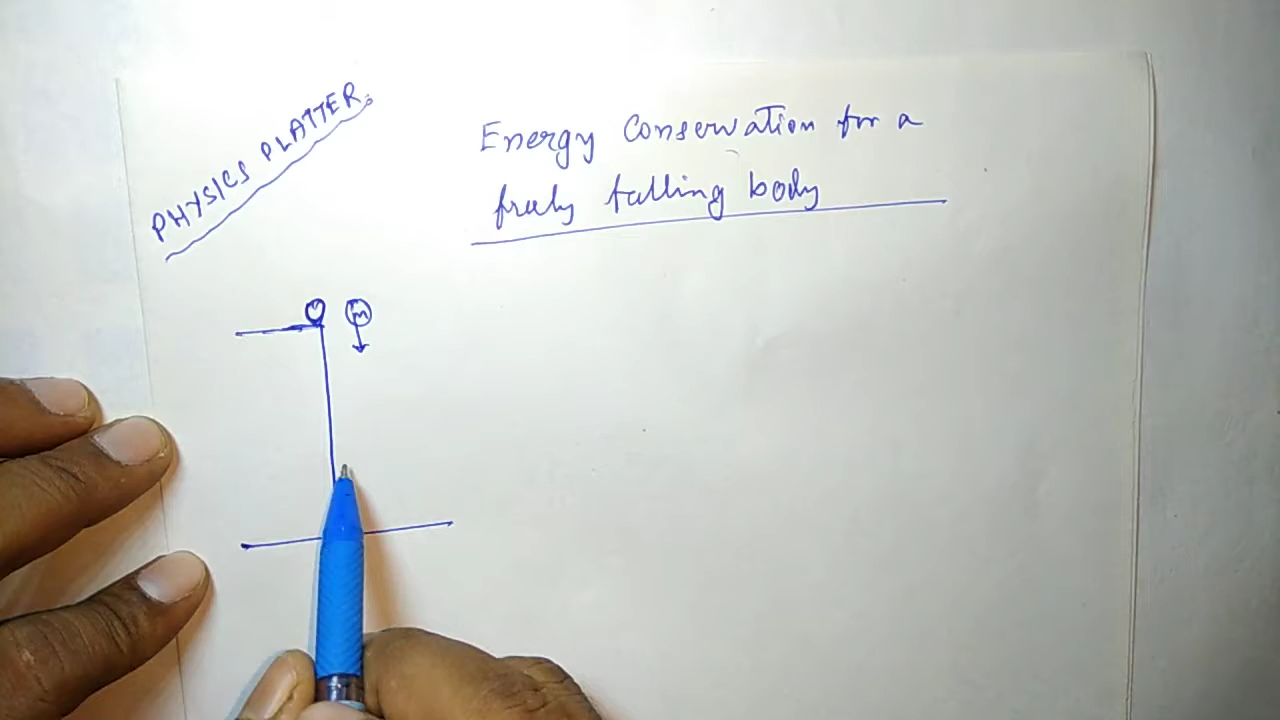 PHYSICS PLATTER
Energy Conservation for a
freely falling body
m